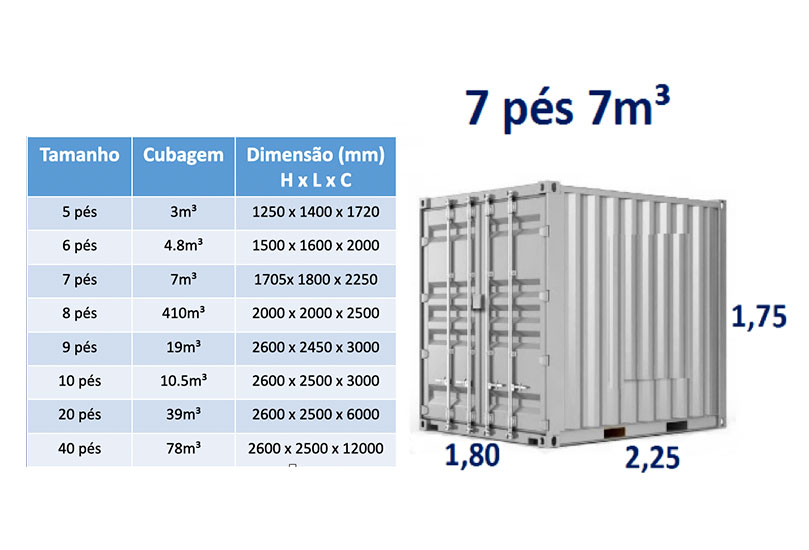 7 pés 7m³
Tamanho Cubagem Dimensão (mm)
H x L x C
5 pés 3m³ 1250 x 1400 x 1720
6 pés 4.8m³ 1500 x 1600 x 2000
7 pés 7m³ 1705x 1800 x 2250
8 pés 410m³ 2000 x 2000 x 2500
9 pés 19m³ 2600 x 2450 x 3000
10 pés 10.5m³ 2600 x 2500 x 3000
20 pés 39m³ 2600 x 2500 x 6000
40 pés 78m³ 2600 x 2500 x 12000
1,75
1,80
2,25